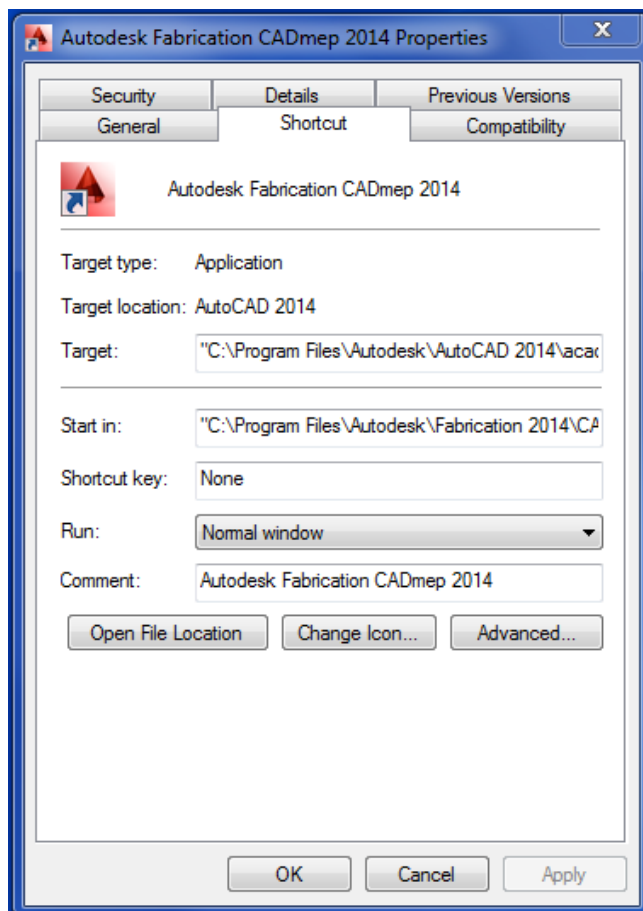 Autodesk Fabrication CADmep 2014 Properties
X
Security Details Previous Versions
General Shortcut Compatibility
Autodesk Fabrication CADmep 2014
Target type: Application
Target location: AutoCAD 2014
Target: "C:\Program Files\Autodesk\AutoCAD 2014\acad
Start in: "C:\Program Files\Autodesk\Fabrication 2014\CA
Shortcut key: None
Run: Normal window
Comment: Autodesk Fabrication CADmep 2014
Open File Location Change Icon... Advanced...
OK Cancel Apply